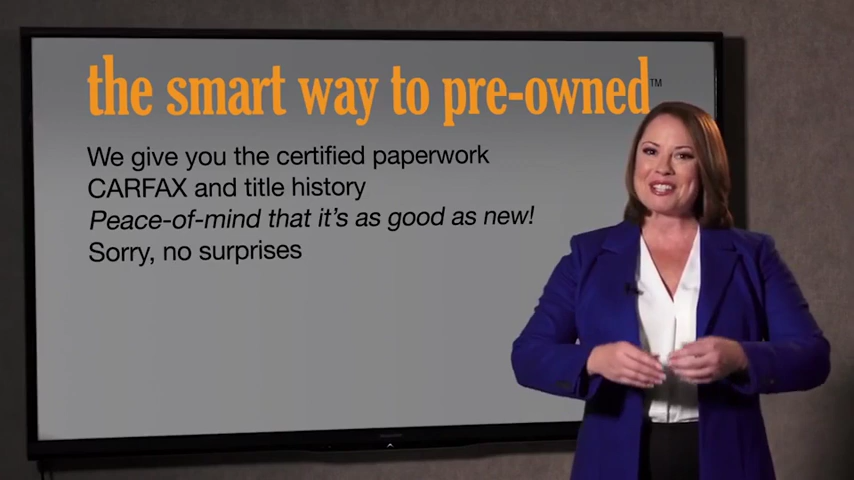 the smart way to pre-owned™
We give you the certified paperwork
CARFAX and title history
Peace-of-mind that it's as good as new!
Sorry, no surprises